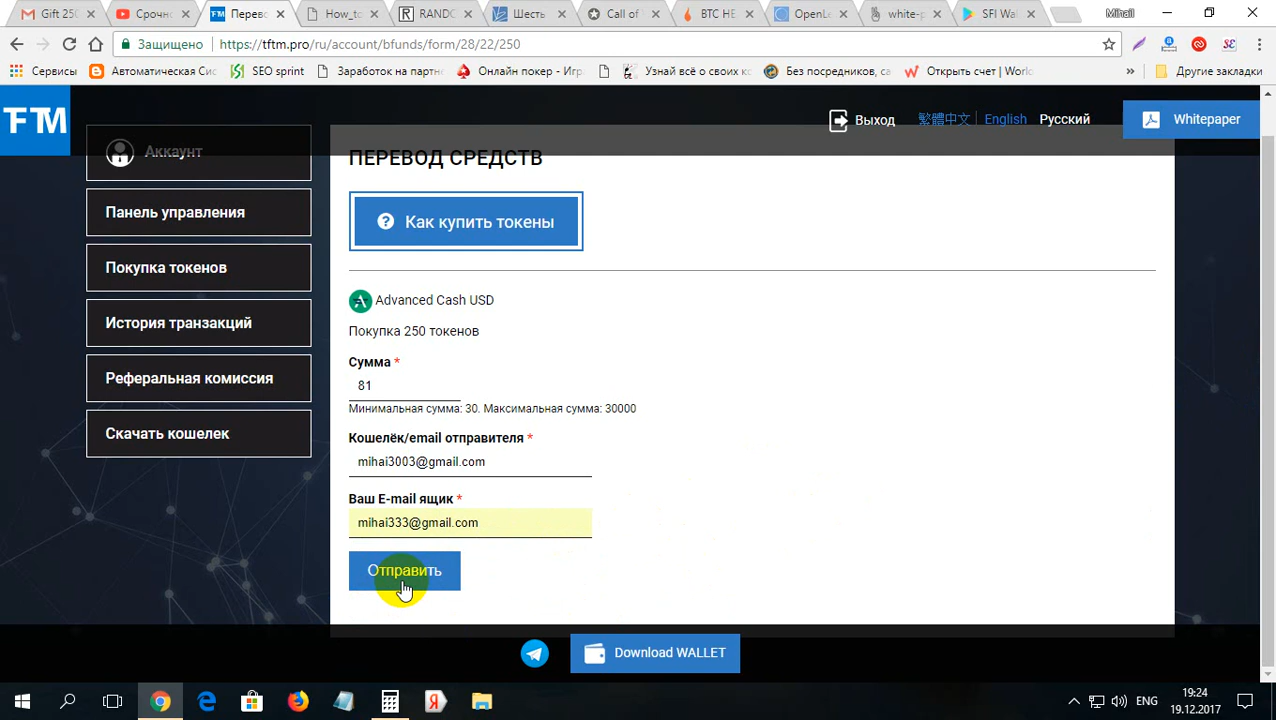 Gift 250
Срочно
Перево
How_to
RANDO
Шесть
Call of
BTC HE
OpenLe
white-p
SFI Wal
Mihail
Защищено
https://tftm.pro/ru/account/bfunds/form/28/22/250
Сервисы
Автоматическая Сис
SEO sprint
Заработок на партн
Онлайн покер - Игр
Узнай всё о своих ко
Без посредников, са
Открыть счет | Worl
Другие закладки
TFM
Выход
繁體中文
English
Русский
Whitepaper
Аккаунт
Панель управления
Покупка токенов
История транзакций
Реферальная комиссия
Скачать кошелек
ПЕРЕВОД СРЕДСТВ
Как купить токены
Advanced Cash USD
Покупка 250 токенов
Сумма *
81
Минимальная сумма: 30. Максимальная сумма: 30000
Кошелёк/email отправителя *
mihai3003@gmail.com
Ваш E-mail ящик *
mihai333@gmail.com
Отправить
Download WALLET
ENG
19:24
19.12.2017